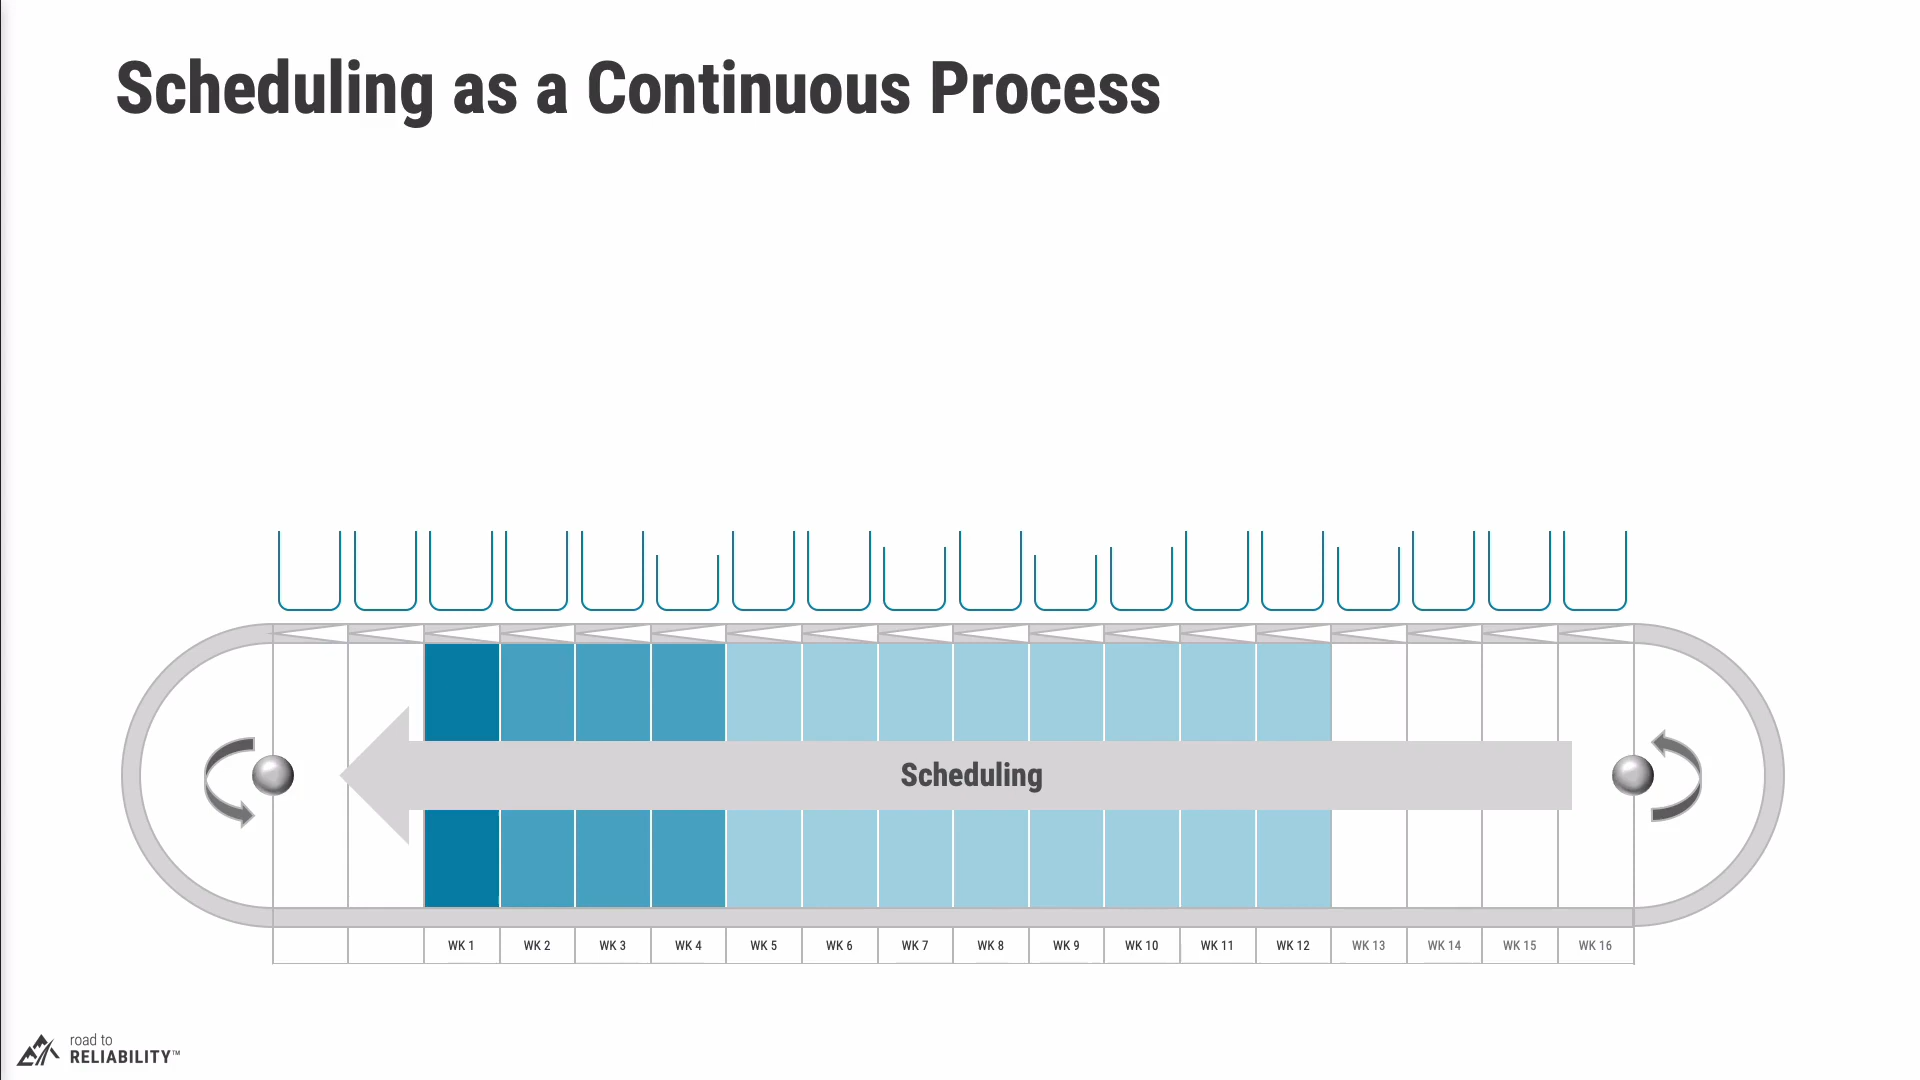 Scheduling as a Continuous Process
Scheduling
WK 1 WK 2 WK 3 WK 4 WK 5 WK 6 WK 7 WK 8 WK 9 WK 10 WK 11 WK 12 WK 13 WK 14 WK 15 WK 16
road to
RELIABILITY™